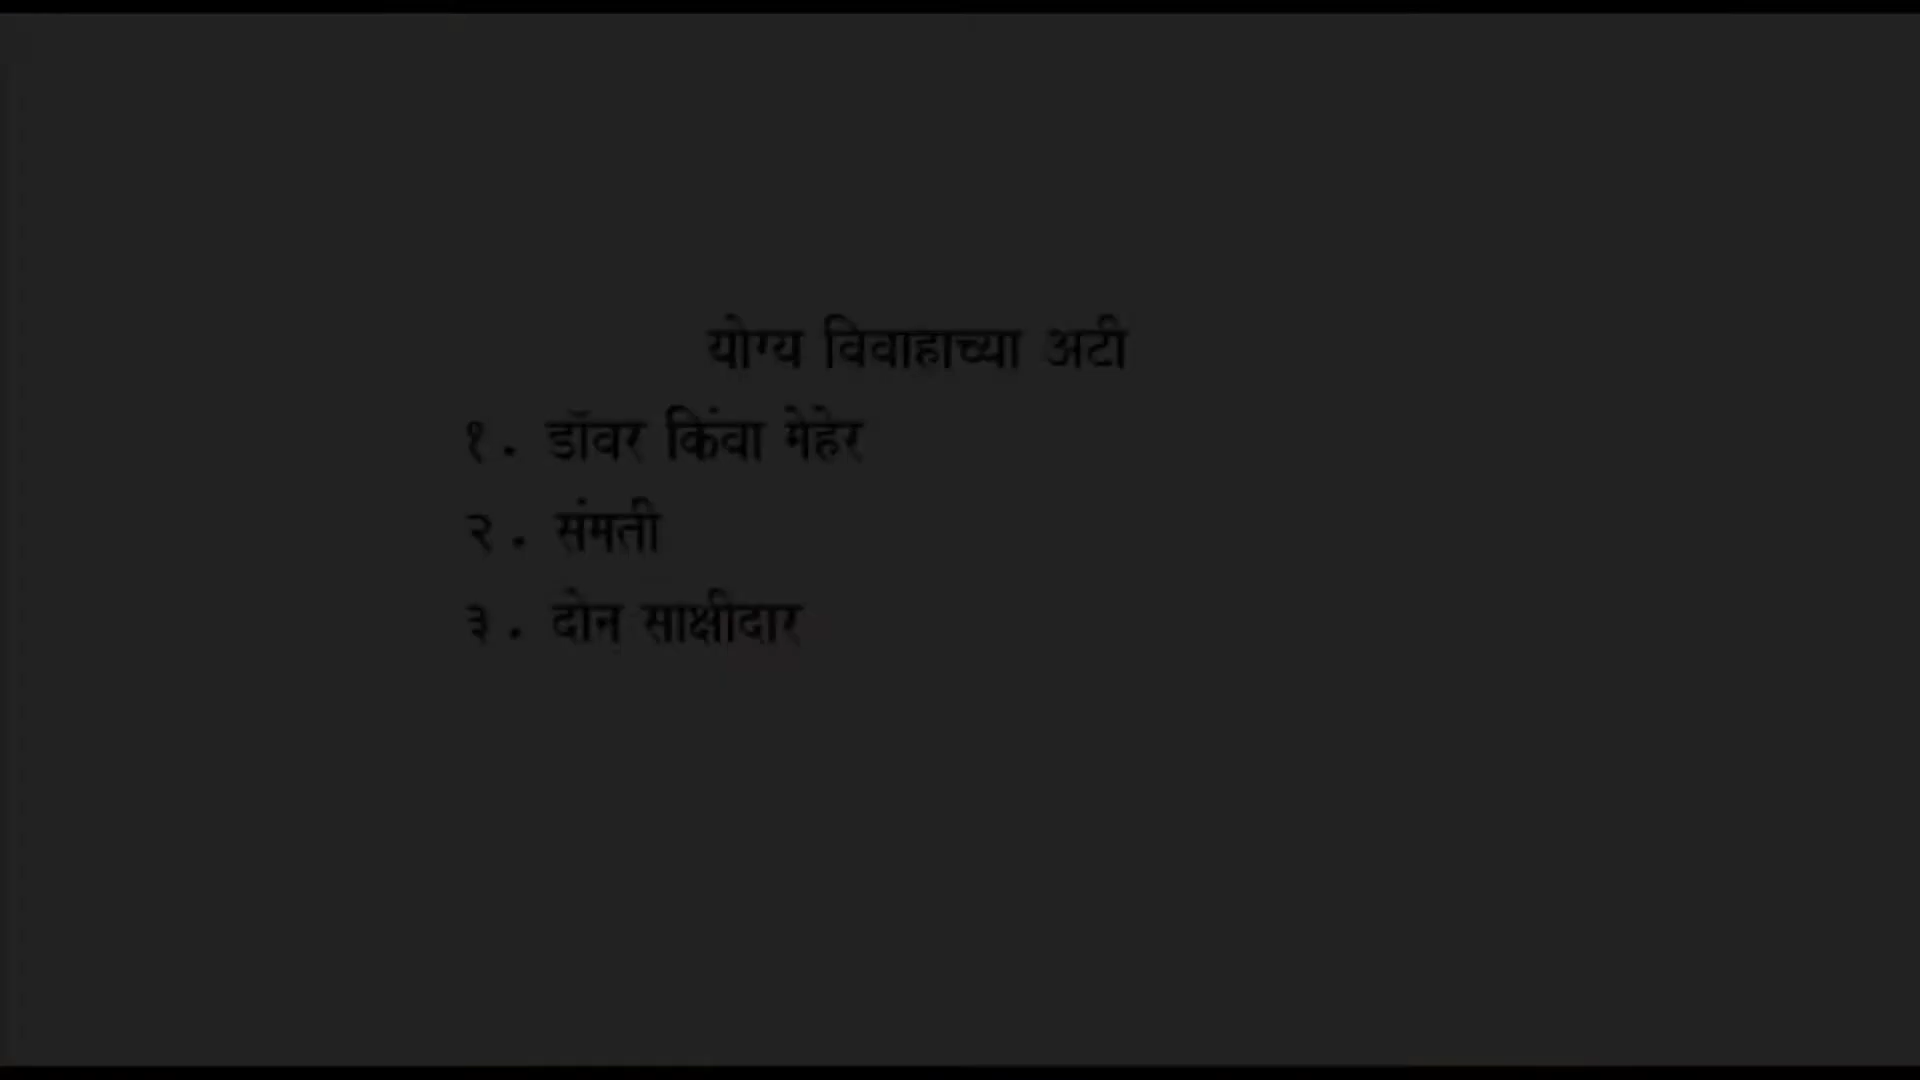 योग्य विवाहाच्या अटी
१. डॉवर किंवा मेहेर
२. संमती
३. दोन साक्षीदार